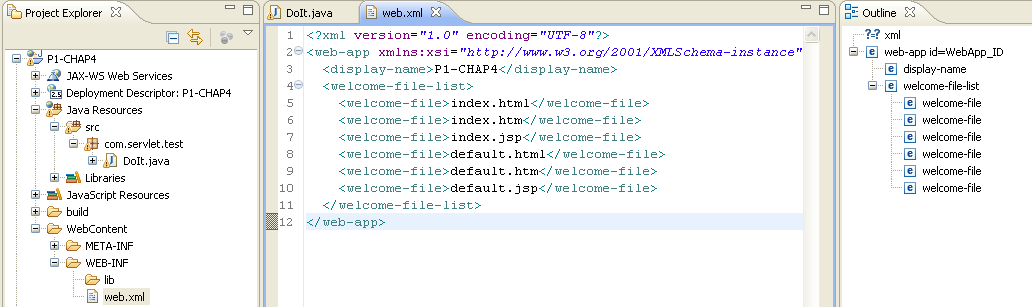 Project Explorer
P1-CHAP4
JAX-WS Web Services
Deployment Descriptor: P1-CHAP4
Java Resources
src
com.servlet.test
DoIt.java
Libraries
JavaScript Resources
build
WebContent
META-INF
WEB-INF
lib
web.xml
DoIt.java web.xml
1 <?xml version="1.0" encoding="UTF-8"?>
2 <web-app xmlns:xsi="http://www.w3.org/2001/XMLSchema-instance"
3 <display-name>P1-CHAP4</display-name>
4 <welcome-file-list>
5 <welcome-file>index.html</welcome-file>
6 <welcome-file>index.htm</welcome-file>
7 <welcome-file>index.jsp</welcome-file>
8 <welcome-file>default.html</welcome-file>
9 <welcome-file>default.htm</welcome-file>
10 <welcome-file>default.jsp</welcome-file>
11 </welcome-file-list>
12 </web-app>
Outline
?=? xml
e web-app id=WebApp_ID
e display-name
e welcome-file-list
e welcome-file
e welcome-file
e welcome-file
e welcome-file
e welcome-file
e welcome-file